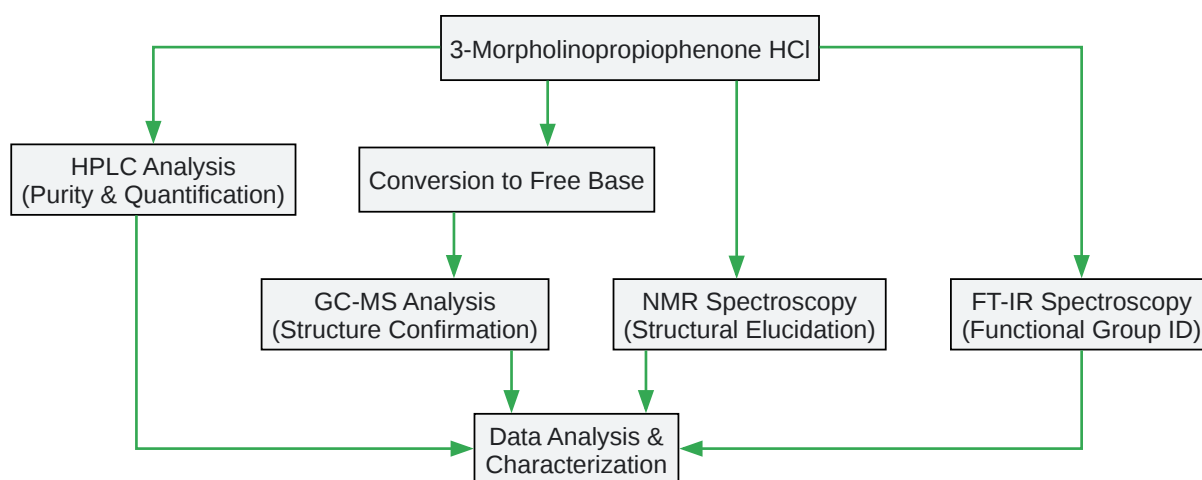 3-Morpholinopropiophenone HCl
HPLC Analysis
(Purity & Quantification)
Conversion to Free Base
GC-MS Analysis
(Structure Confirmation)
NMR Spectroscopy
(Structural Elucidation)
FT-IR Spectroscopy
(Functional Group ID)
Data Analysis &
Characterization